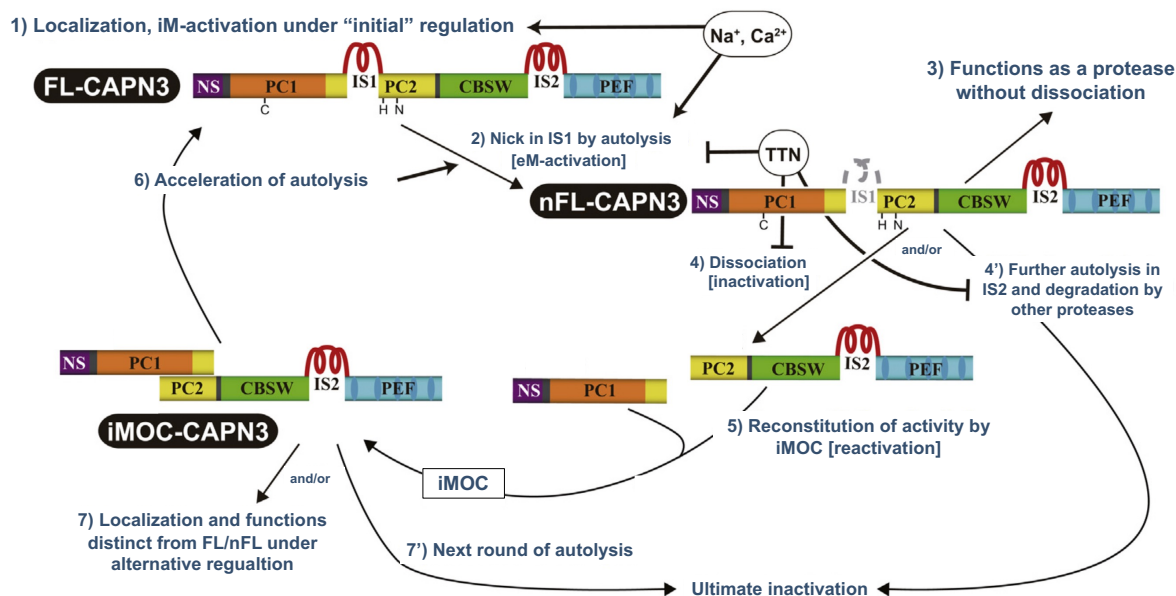 1) Localization, iM-activation under “initial” regulation
Na⁺, Ca²⁺
FL-CAPN3
NS
PC1
IS1
PC2
CBSW
IS2
PEF
C
H
N
3) Functions as a protease
without dissociation
2) Nick in IS1 by autolysis
[eM-activation]
TTN
6) Acceleration of autolysis
nFL-CAPN3
NS
PC1
IS1
PC2
CBSW
IS2
PEF
C
H
N
and/or
4) Dissociation
[inactivation]
4’) Further autolysis in
IS2 and degradation by
other proteases
NS
PC1
PC2
CBSW
IS2
PEF
iMOC-CAPN3
NS
PC1
PC2
CBSW
IS2
PEF
5) Reconstitution of activity by
iMOC [reactivation]
iMOC
and/or
7) Localization and functions
distinct from FL/nFL under
alternative regualtion
7’) Next round of autolysis
Ultimate inactivation